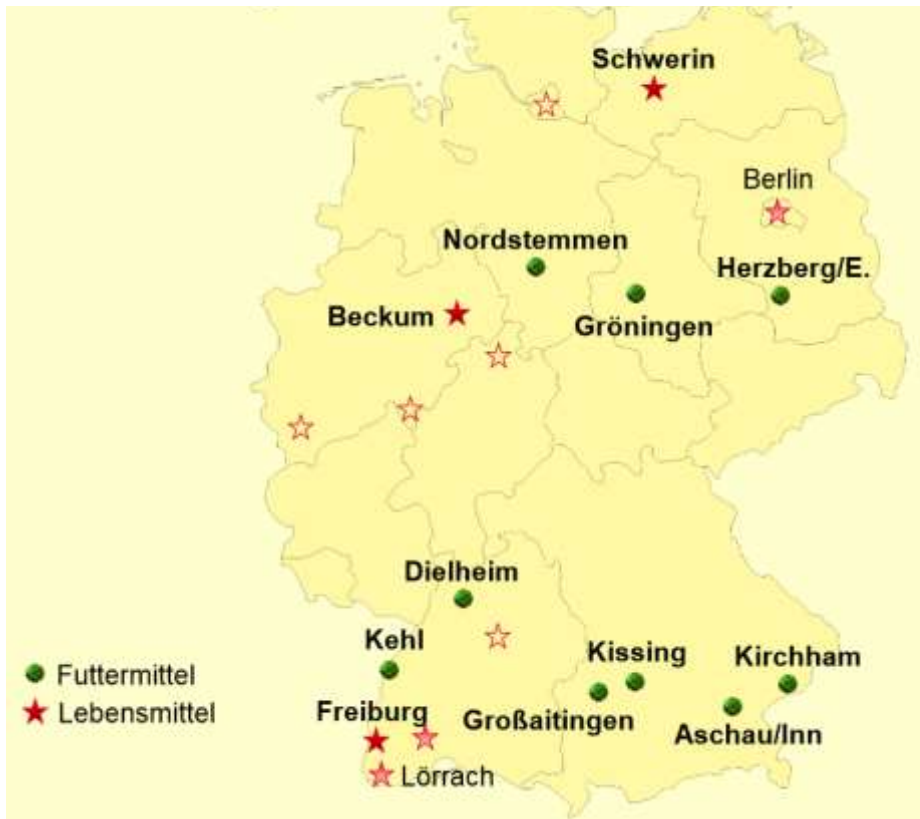 Schwerin
Berlin
Nordstemmen
Herzberg/E.
Beckum
Gröningen
Dielheim
Kehl
Kissing
Kirchham
Futtermittel
Lebensmittel
Freiburg
Großaitingen
Aschau/Inn
Lörrach